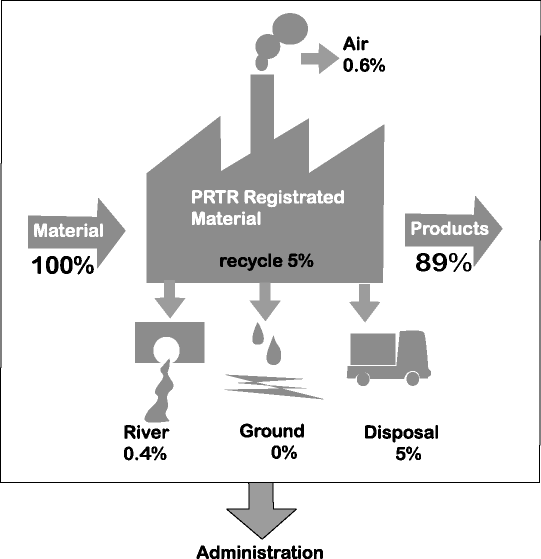 Air
0.6%
PRTR Registrated
Material
Material
100%
recycle 5%
Products
89%
River
0.4%
Ground
0%
Disposal
5%
Administration